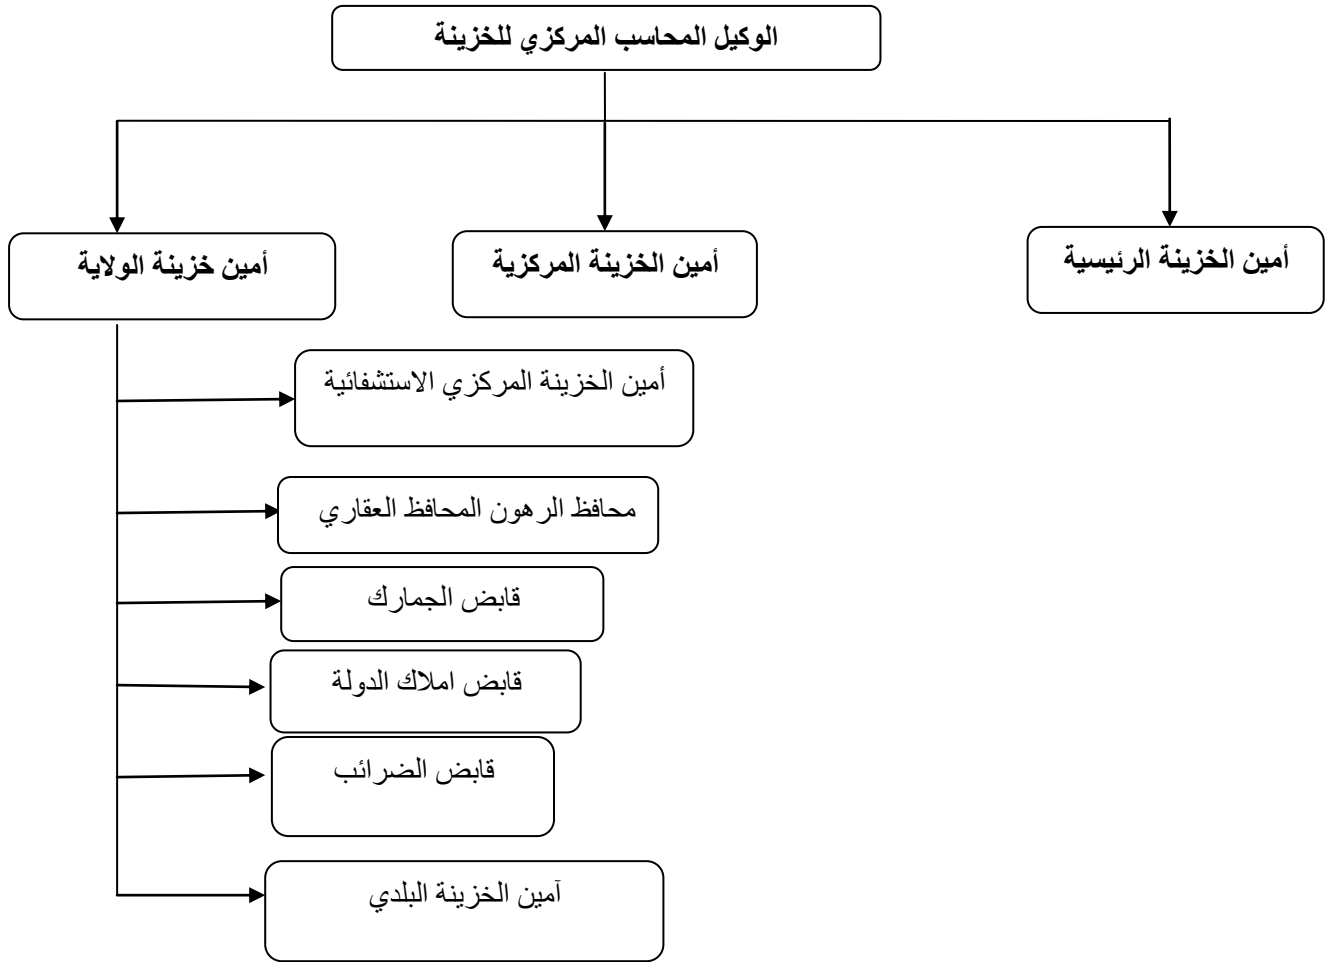 الوكيل المحاسب المركزي للخزينة
أمين الخزينة الرئيسية
أمين الخزينة المركزية
أمين خزينة الولاية
أمين الخزينة المركزي الاستشفائية
محافظ الرهون المحافظ العقاري
قابض الجمارك
قابض املاك الدولة
قابض الضرائب
آمين الخزينة البلدي